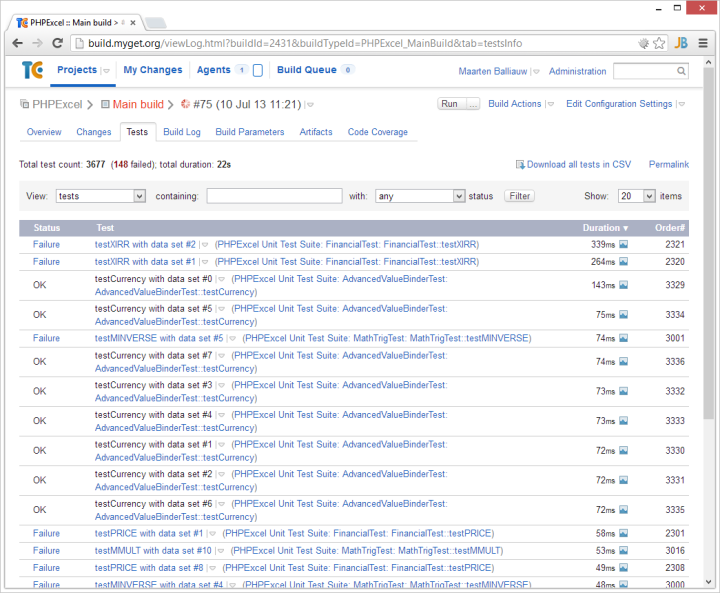 PHPExcel :: Main build >
build.myget.org/viewLog.html?buildId=2431&buildTypeId=PHPExcel_MainBuild&tab=testsInfo
TC Projects My Changes Agents 1 Build Queue 0 Maarten Balliauw Administration
PHPExcel > Main build > #75 (10 Jul 13 11:21) Run ... Build Actions Edit Configuration Settings
Overview Changes Tests Build Log Build Parameters Artifacts Code Coverage
Total test count: 3677 (148 failed); total duration: 22s Download all tests in CSV Permalink
View: tests containing: with: any status Filter Show: 20 items
Status Test Duration Order#
Failure testXIRR with data set #2 (PHPExcel Unit Test Suite: FinancialTest: FinancialTest::testXIRR) 339ms 2321
Failure testXIRR with data set #1 (PHPExcel Unit Test Suite: FinancialTest: FinancialTest::testXIRR) 264ms 2320
OK testCurrency with data set #0 (PHPExcel Unit Test Suite: AdvancedValueBinderTest: 143ms 3329
AdvancedValueBinderTest::testCurrency)
OK testCurrency with data set #5 (PHPExcel Unit Test Suite: AdvancedValueBinderTest: 75ms 3334
AdvancedValueBinderTest::testCurrency)
Failure testMINVERSE with data set #5 (PHPExcel Unit Test Suite: MathTrigTest: MathTrigTest::testMINVERSE) 74ms 3001
OK testCurrency with data set #7 (PHPExcel Unit Test Suite: AdvancedValueBinderTest: 74ms 3336
AdvancedValueBinderTest::testCurrency)
OK testCurrency with data set #3 (PHPExcel Unit Test Suite: AdvancedValueBinderTest: 73ms 3332
AdvancedValueBinderTest::testCurrency)
OK testCurrency with data set #4 (PHPExcel Unit Test Suite: AdvancedValueBinderTest: 73ms 3333
AdvancedValueBinderTest::testCurrency)
OK testCurrency with data set #1 (PHPExcel Unit Test Suite: AdvancedValueBinderTest: 72ms 3330
AdvancedValueBinderTest::testCurrency)
OK testCurrency with data set #2 (PHPExcel Unit Test Suite: AdvancedValueBinderTest: 72ms 3331
AdvancedValueBinderTest::testCurrency)
OK testCurrency with data set #6 (PHPExcel Unit Test Suite: AdvancedValueBinderTest: 72ms 3335
AdvancedValueBinderTest::testCurrency)
Failure testPRICE with data set #1 (PHPExcel Unit Test Suite: FinancialTest: FinancialTest::testPRICE) 58ms 2301
Failure testMMULT with data set #10 (PHPExcel Unit Test Suite: MathTrigTest: MathTrigTest::testMMULT) 53ms 3016
Failure testPRICE with data set #8 (PHPExcel Unit Test Suite: FinancialTest: FinancialTest::testPRICE) 49ms 2308
Failure testMINVERSE with data set #4 (PHPExcel Unit Test Suite: MathTrigTest: MathTrigTest::testMINVERSE) 48ms 3000